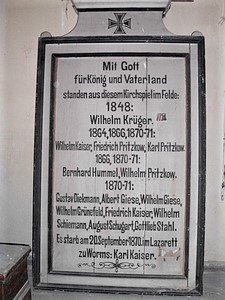 Mit Gott
für König und Vaterland
standen aus diesem Kirchspiel im Felde:
1848:
Wilhelm Krüger.
1864, 1866, 1870-71:
Wilhelm Kaiser, Friedrich Pritzkow, Karl Pritzkow.
1866, 1870-71:
Bernhard Hummel, Wilhelm Pritzkow.
1870-71:
Gustav Diekmann, Albert Giese, Wilhelm Giese,
Wilhelm Grünefeld, Friedrich Kaiser, Wilhelm
Schiemann, August Schugart, Gottlieb Stahl.
Es starb am 20. September 1870. im Lazarett
zu Worms: Karl Kaiser.